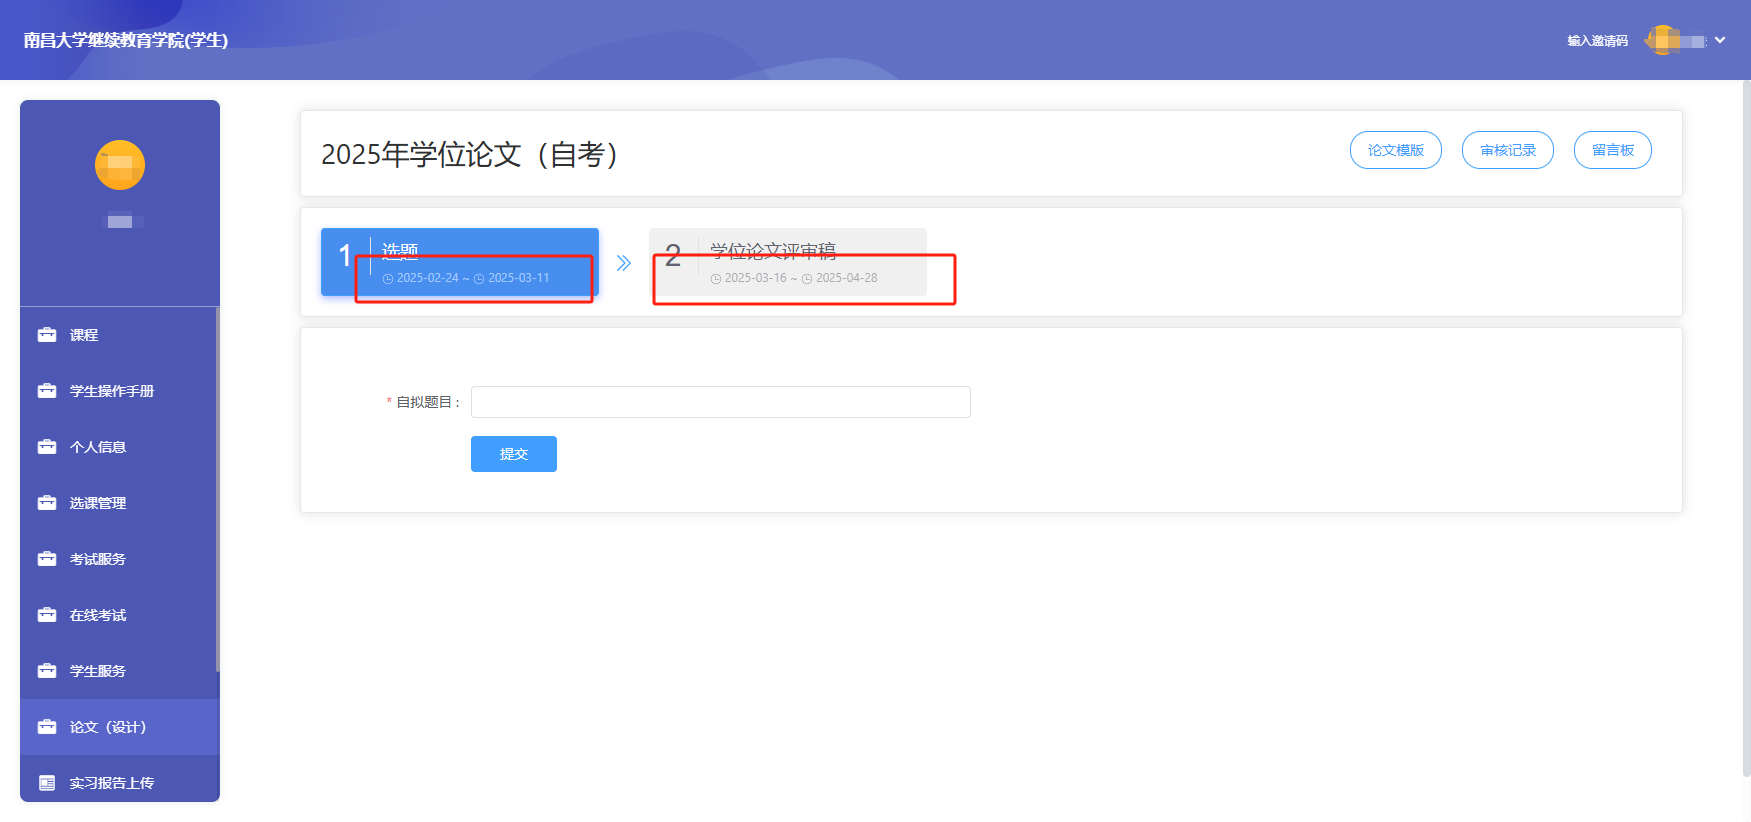 南昌大学继续教育学院(学生)
输入邀请码
课程
学生操作手册
个人信息
选课管理
考试服务
在线考试
学生服务
论文（设计）
实习报告上传
2025年学位论文（自考）
论文模版
审核记录
留言板
1 选题
2025-02-24 ~ 2025-03-11
2 学位论文评审稿
2025-03-16 ~ 2025-04-28
* 自拟题目：
提交